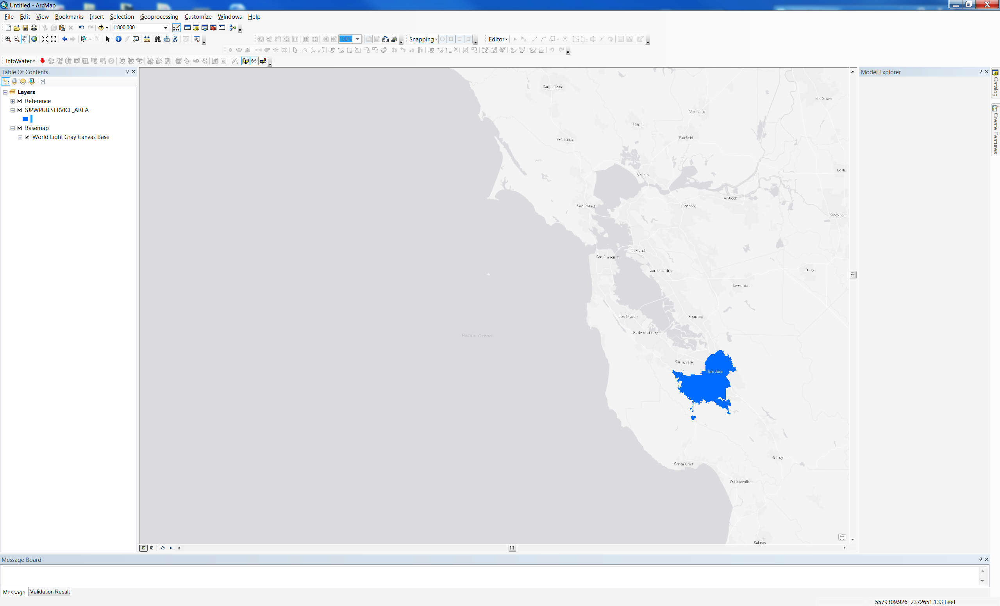 Untitled - ArcMap
File Edit View Bookmarks Insert Selection Geoprocessing Customize Windows Help
1:800,000
100% Snapping Editor
InfoWater
Table Of Contents
Layers
Reference
SJPWPUB.SERVICE_AREA
Basemap
World Light Gray Canvas Base
Santa Rosa
Elk Grove
Vacaville
Napa
Fairfield
Petaluma
Lodi
Vallejo
Antioch
San Rafael
Concord
Stockton
Oakland
San Francisco
San Leandro
Tracy
Livermore
San Mateo
Fremont
Redwood City
Pacific Ocean
Sunnyvale
San Jose
Gilroy
Santa Cruz
Watsonville
Salinas
Model Explorer
Catalog
Create Features
Message Board
Message Validation Result
5579309.926 2372651.133 Feet